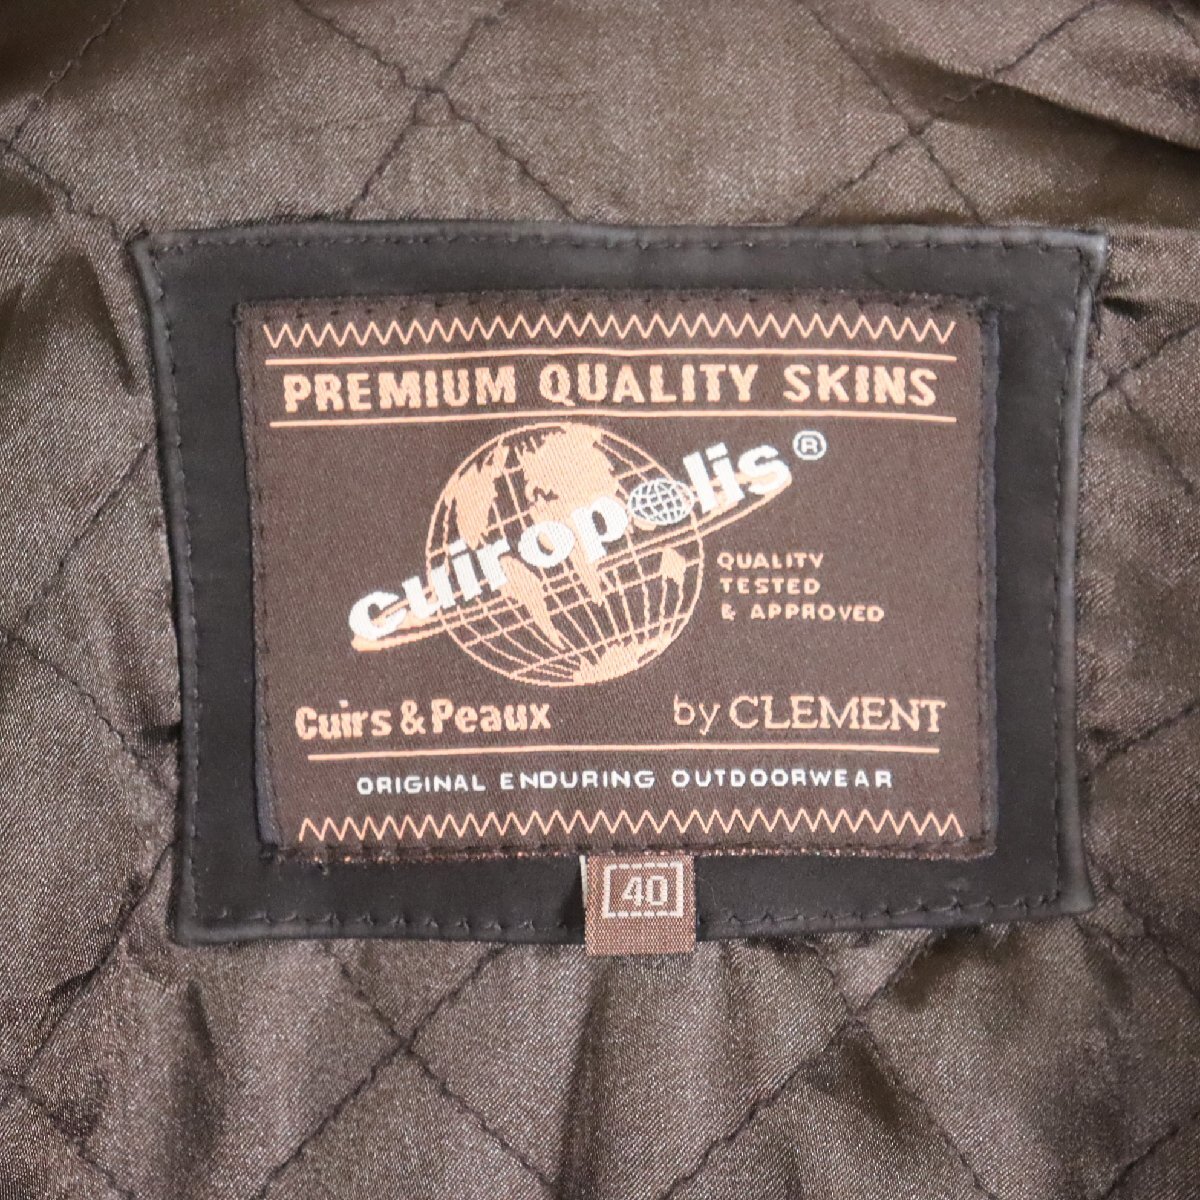 PREMIUM QUALITY SKINS
cuiropolis®
QUALITY
TESTED
& APPROVED
Cuirs & Peaux by CLEMENT
ORIGINAL ENDURING OUTDOORWEAR
40